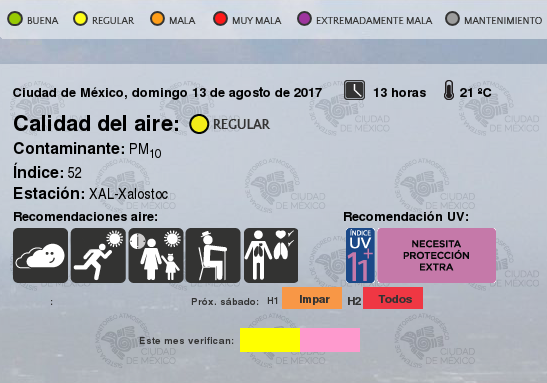 BUENA REGULAR MALA MUY MALA EXTREMADAMENTE MALA MANTENIMIENTO
Ciudad de México, domingo 13 de agosto de 2017 13 horas 21 ºC
Calidad del aire: REGULAR
Contaminante: PM10
Índice: 52
Estación: XAL-Xalostoc
Recomendaciones aire: Recomendación UV:
ÍNDICE
UV
11+
NECESITA
PROTECCIÓN
EXTRA
: Próx. sábado: H1 Impar H2 Todos
Este mes verifican:
CIUDAD
DE MÉXICO